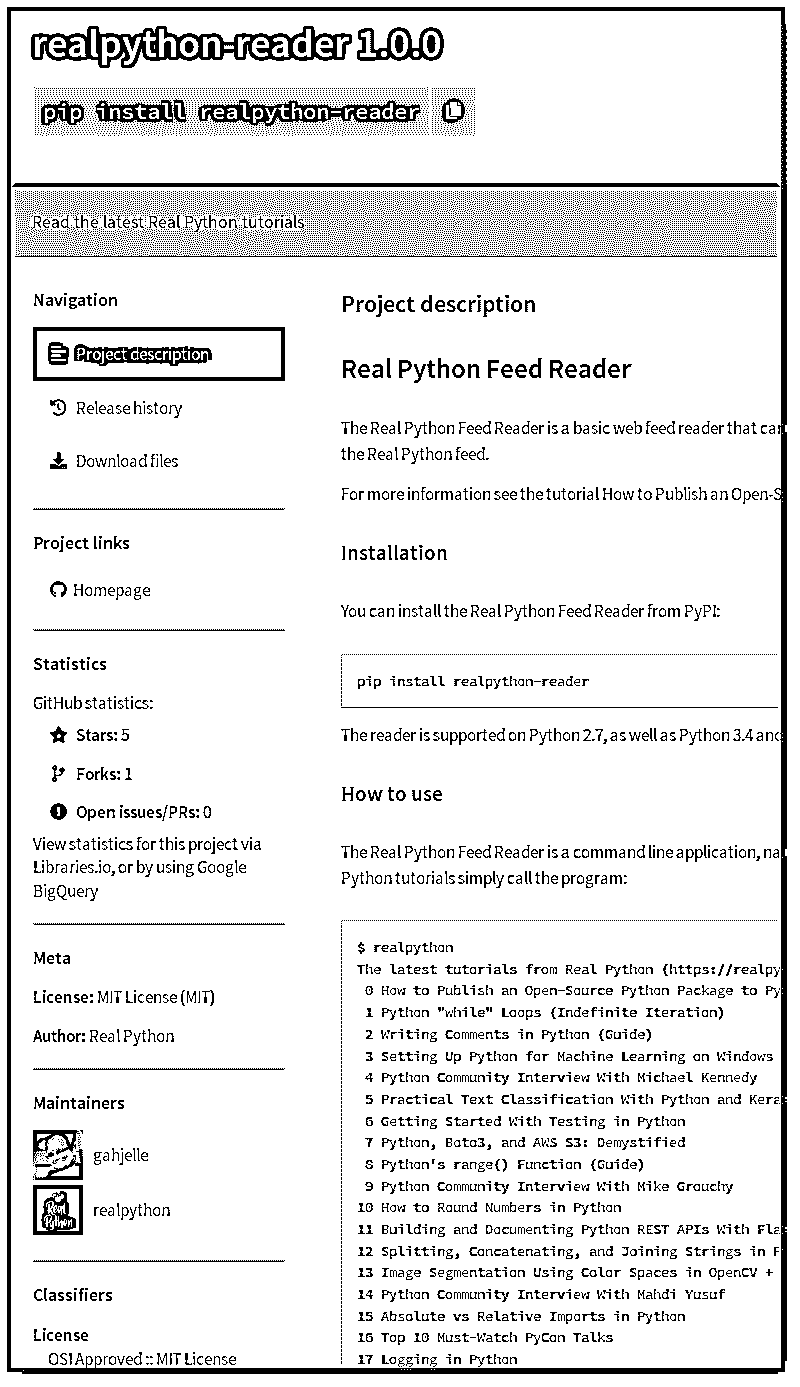 realpython-reader 1.0.0
pip install realpython-reader
Read the latest Real Python tutorials
Navigation
Project description
Release history
Download files
Project links
Homepage
Statistics
GitHub statistics:
Stars: 5
Forks: 1
Open issues/PRs: 0
View statistics for this project via
Libraries.io, or by using Google
BigQuery
Meta
License: MIT License (MIT)
Author: Real Python
Maintainers
gahjelle
Real
Python
realpython
Classifiers
License
OSI Approved :: MIT License
Project description
Real Python Feed Reader
The Real Python Feed Reader is a basic web feed reader that can
the Real Python feed.
For more information see the tutorial How to Publish an Open-S
Installation
You can install the Real Python Feed Reader from PyPI:
pip install realpython-reader
The reader is supported on Python 2.7, as well as Python 3.4 and
How to use
The Real Python Feed Reader is a command line application, na
Python tutorials simply call the program:
$ realpython
The latest tutorials from Real Python (https://realpy
0 How to Publish an Open-Source Python Package to Py
1 Python "while" Loops (Indefinite Iteration)
2 Writing Comments in Python (Guide)
3 Setting Up Python for Machine Learning on Windows
4 Python Community Interview With Michael Kennedy
5 Practical Text Classification With Python and Kera
6 Getting Started With Testing in Python
7 Python, Boto3, and AWS S3: Demystified
8 Python's range() Function (Guide)
9 Python Community Interview With Mike Grouchy
10 How to Round Numbers in Python
11 Building and Documenting Python REST APIs With Fla
12 Splitting, Concatenating, and Joining Strings in P
13 Image Segmentation Using Color Spaces in OpenCV +
14 Python Community Interview With Mahdi Yusuf
15 Absolute vs Relative Imports in Python
16 Top 10 Must-Watch PyCon Talks
17 Logging in Python